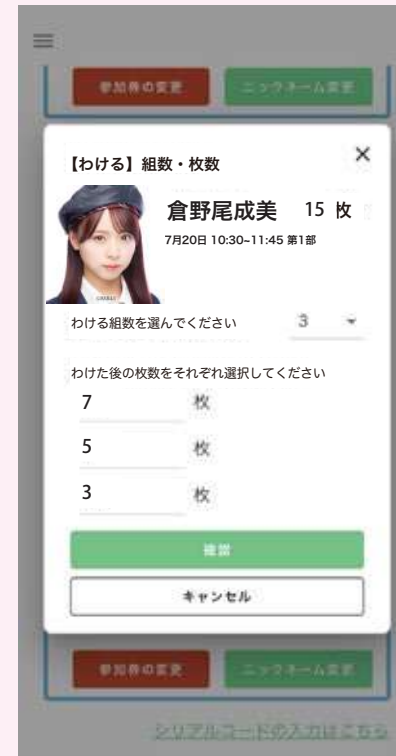 参加券の変更 ニックネーム変更
【わける】組数・枚数 ×
倉野尾成美 15 枚
7月20日 10:30~11:45 第1部
わける組数を選んでください 3
わけた後の枚数をそれぞれ選択してください
7 枚
5 枚
3 枚
確認
キャンセル
参加券の変更 ニックネーム変更
シリアルコードの入力はこちら